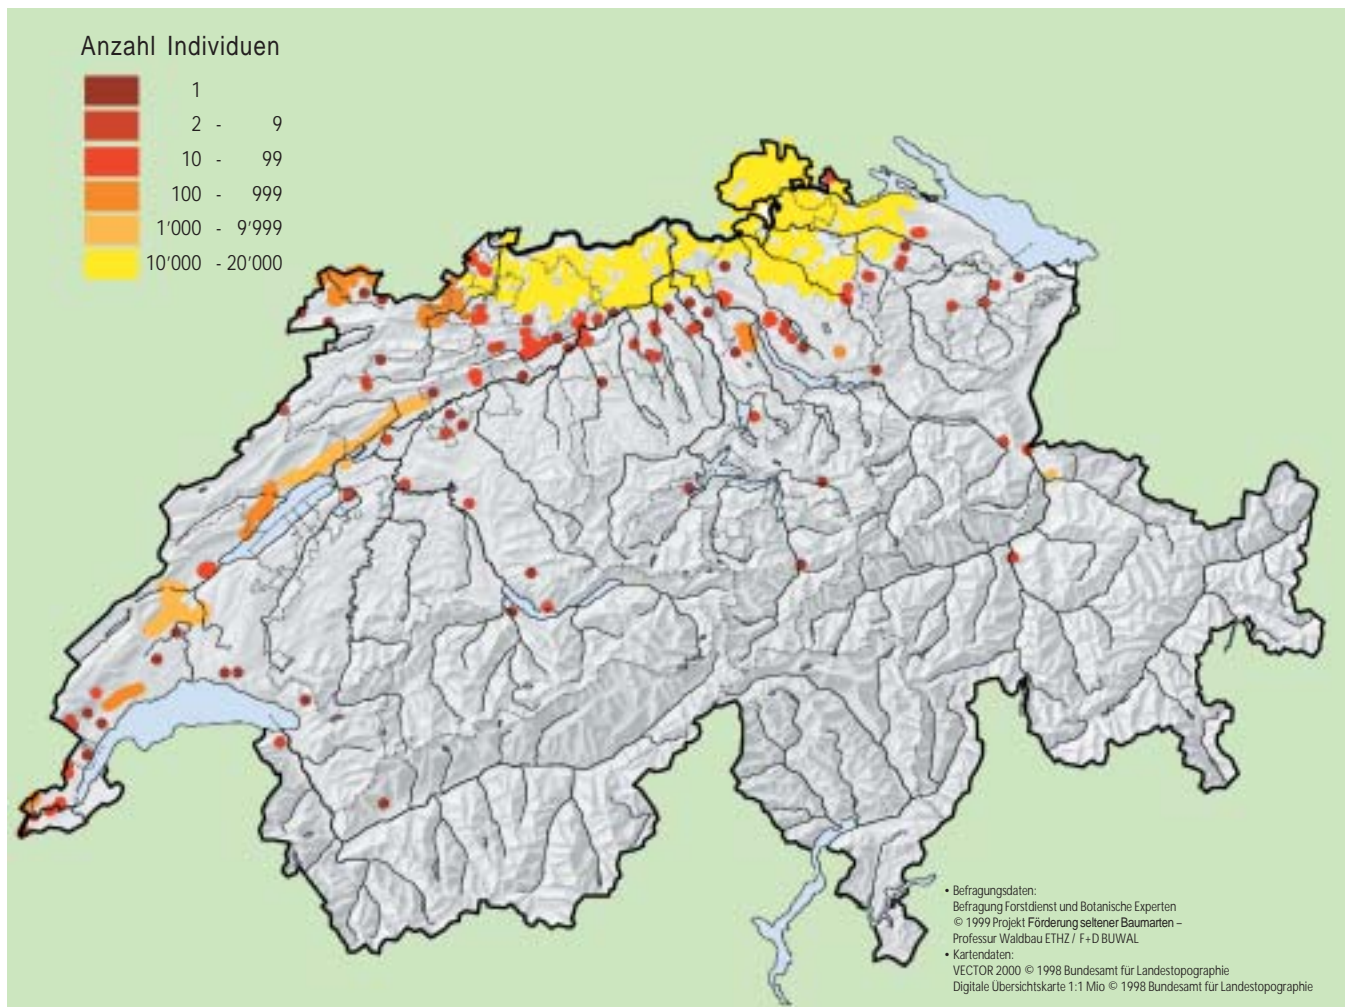 Anzahl Individuen
1
2 - 9
10 - 99
100 - 999
1'000 - 9'999
10'000 - 20'000
• Befragungsdaten:
Befragung Forstdienst und Botanische Experten
© 1999 Projekt Förderung seltener Baumarten –
Professur Waldbau ETHZ / F+D BUWAL
• Kartendaten:
VECTOR 2000 © 1998 Bundesamt für Landestopographie
Digitale Übersichtskarte 1:1 Mio © 1998 Bundesamt für Landestopographie